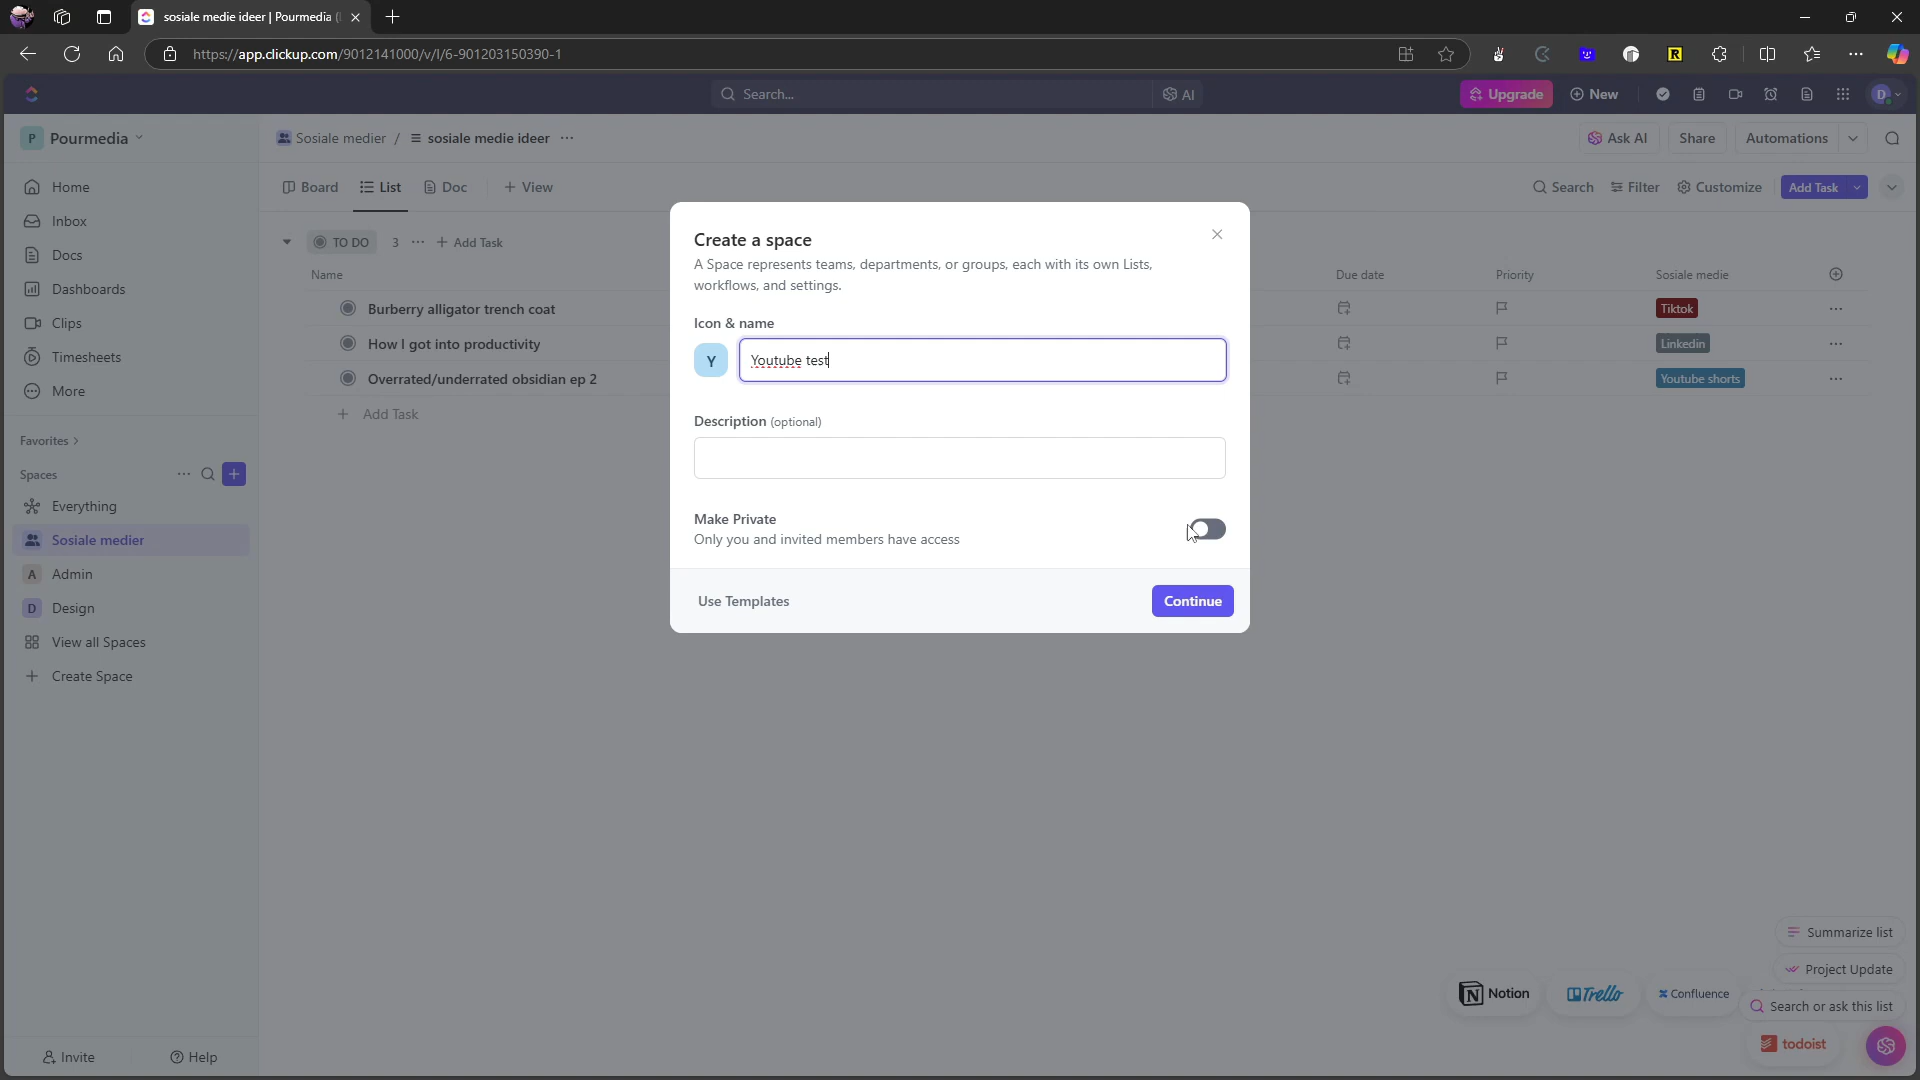 sosiale medie ideer | Pourmedia
https://app.clickup.com/9012141000/v/l/6-901203150390-1
Search...
AI
Upgrade
New
D
P Pourmedia
Sosiale medier / sosiale medie ideer
Ask AI
Share
Automations
Home
Inbox
Docs
Dashboards
Clips
Timesheets
More
Favorites
Spaces
Everything
Sosiale medier
A Admin
D Design
View all Spaces
Create Space
Invite
Help
Board
List
Doc
+ View
Search
Filter
Customize
Add Task
TO DO 3 ... + Add Task
Name
Due date
Priority
Sosiale medie
Burberry alligator trench coat
Tiktok
How I got into productivity
Linkedin
Overrated/underrated obsidian ep 2
Youtube shorts
+ Add Task
Create a space
A Space represents teams, departments, or groups, each with its own Lists,
workflows, and settings.
Icon & name
Y
Youtube test
Description (optional)
Make Private
Only you and invited members have access
Use Templates
Continue
Summarize list
Project Update
Notion
Trello
Confluence
Search or ask this list
todoist